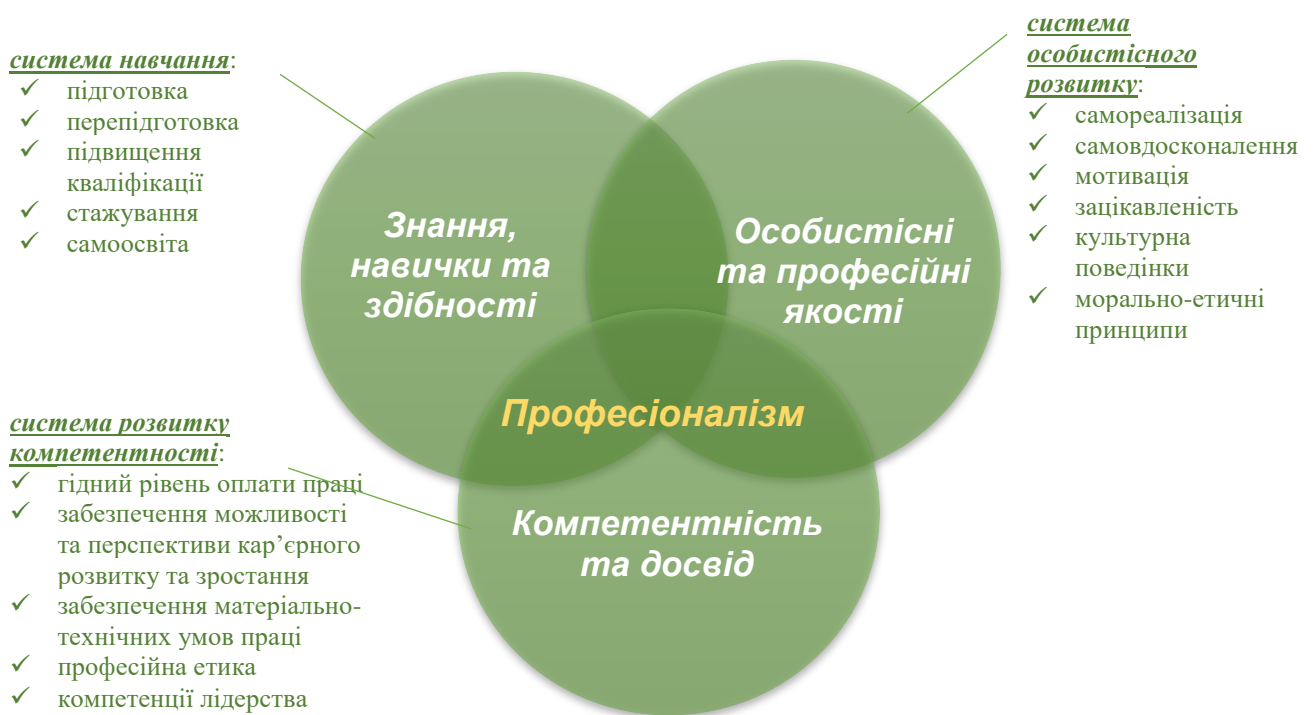 система навчання:
✓ підготовка
✓ перепідготовка
✓ підвищення
кваліфікації
✓ стажування
✓ самоосвіта
система
особистісного
розвитку:
✓ самореалізація
✓ самовдосконалення
✓ мотивація
✓ зацікавленість
✓ культурна
поведінки
✓ морально-етичні
принципи
Знання,
навички та
здібності
Особистісні
та професійні
якості
Професіоналізм
Компетентність
та досвід
система розвитку
компетентності:
✓ гідний рівень оплати праці
✓ забезпечення можливості
та перспективи кар’єрного
розвитку та зростання
✓ забезпечення матеріально-
технічних умов праці
✓ професійна етика
✓ компетенції лідерства